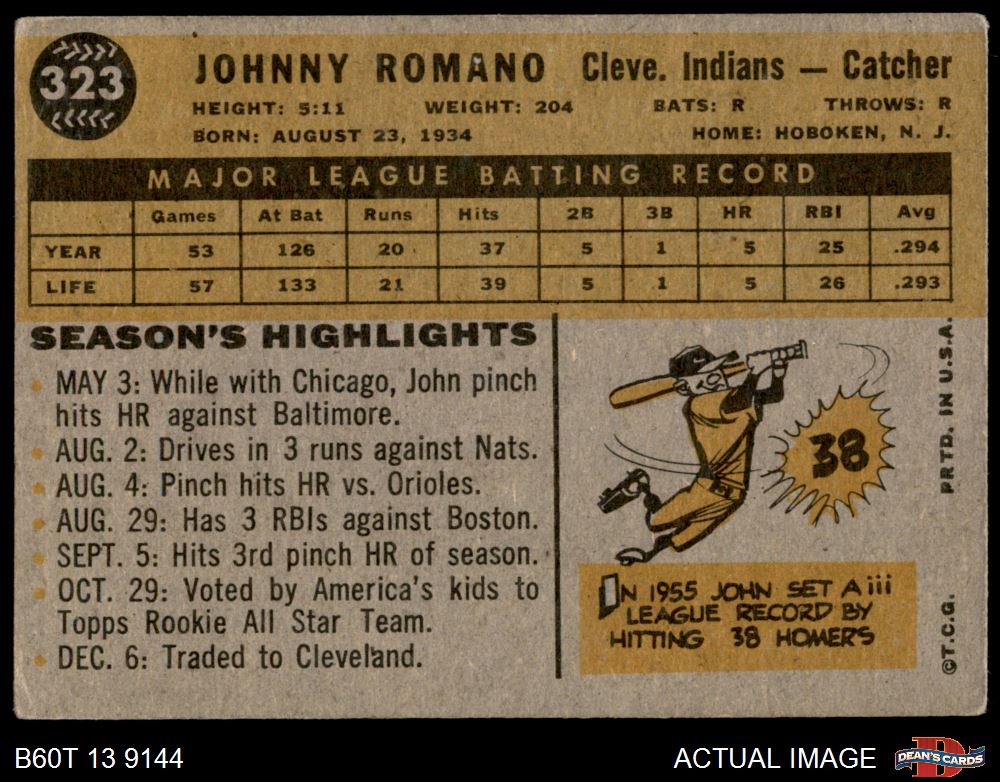 323
JOHNNY ROMANO Cleve. Indians — Catcher
HEIGHT: 5:11 WEIGHT: 204 BATS: R THROWS: R
BORN: AUGUST 23, 1934 HOME: HOBOKEN, N. J.
MAJOR LEAGUE BATTING RECORD
Games At Bat Runs Hits 2B 3B HR RBI Avg
YEAR 53 126 20 37 5 1 5 25 .294
LIFE 57 133 21 39 5 1 5 26 .293
SEASON'S HIGHLIGHTS
MAY 3: While with Chicago, John pinch
hits HR against Baltimore.
AUG. 2: Drives in 3 runs against Nats.
AUG. 4: Pinch hits HR vs. Orioles.
AUG. 29: Has 3 RBIs against Boston.
SEPT. 5: Hits 3rd pinch HR of season.
OCT. 29: Voted by America's kids to
Topps Rookie All Star Team.
DEC. 6: Traded to Cleveland.
38
IN 1955 JOHN SET A iii
LEAGUE RECORD BY
HITTING 38 HOMERS
©T.C.G. PRTD. IN U.S.A.
B60T 13 9144
ACTUAL IMAGE
D
DEAN'S CARDS